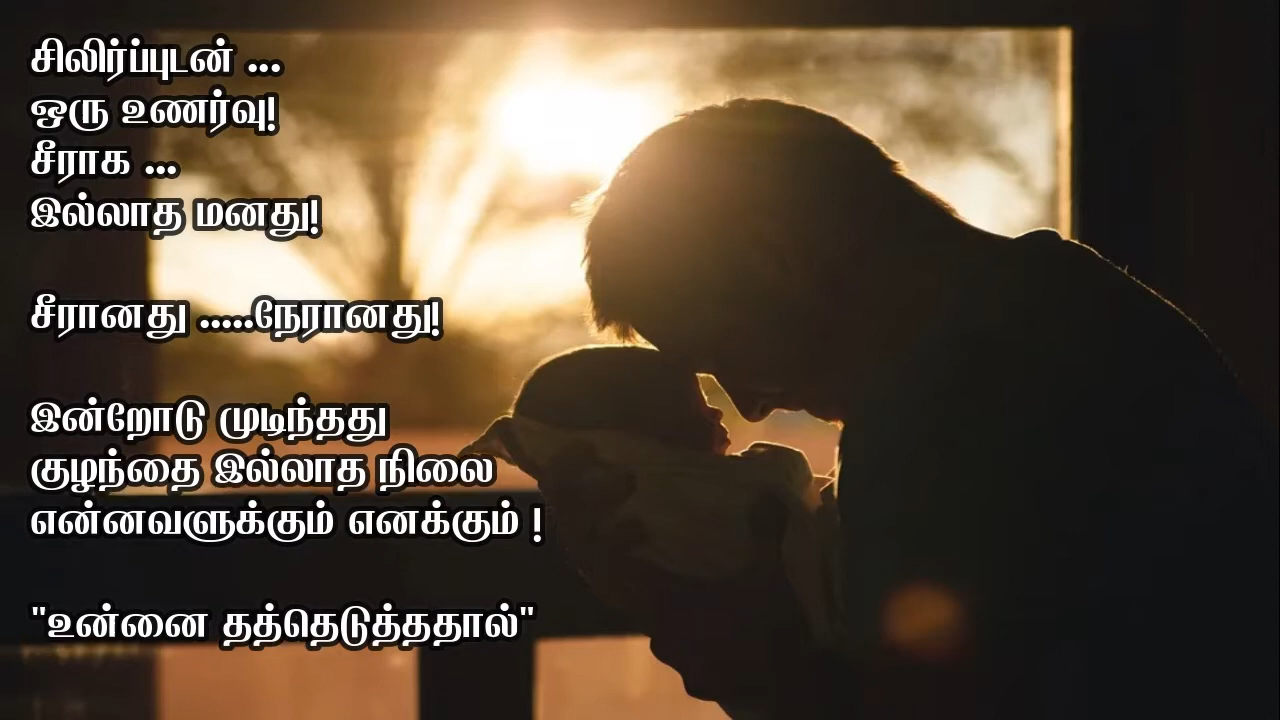 சிலிர்ப்புடன் ...
ஒரு உணர்வு!
சீராக ...
இல்லாத மனது!
சீரானது .....நேரானது!
இன்றோடு முடிந்தது
குழந்தை இல்லாத நிலை
என்னவளுக்கும் எனக்கும் !
"உன்னை தத்தெடுத்ததால்"